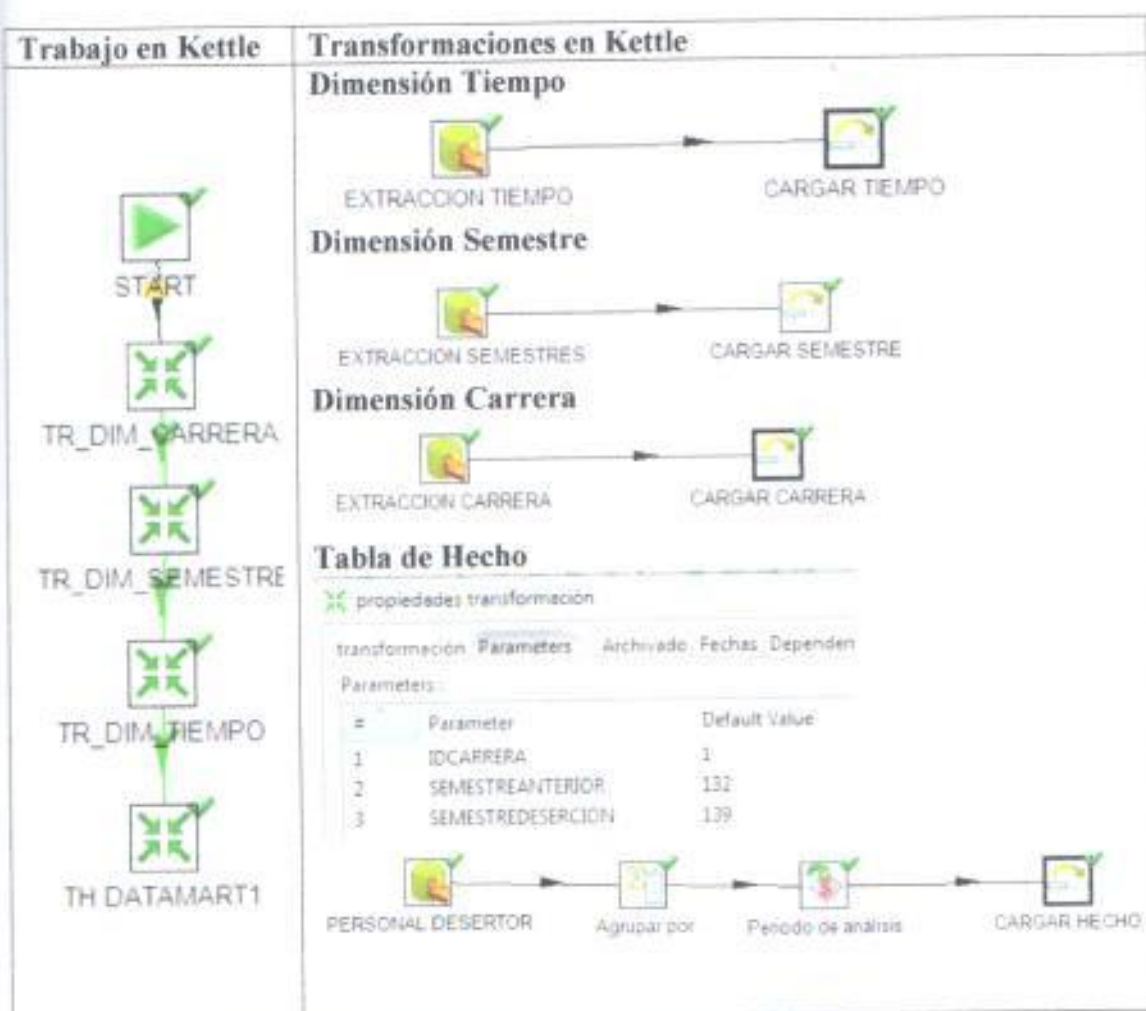 Trabajo en Kettle
START
TR_DIM_CARRERA
TR_DIM_SEMESTRE
TR_DIM_TIEMPO
TH DATAMART1
Transformaciones en Kettle
Dimensión Tiempo
EXTRACCION TIEMPO
CARGAR TIEMPO
Dimensión Semestre
EXTRACCION SEMESTRES
CARGAR SEMESTRE
Dimensión Carrera
EXTRACCION CARRERA
CARGAR CARRERA
Tabla de Hecho
propiedades transformación
transformación Parameters Archivado Fechas Dependen
Parameters:
# Parameter Default Value
1 IDCARRERA 1
2 SEMESTREANTERIOR 132
3 SEMESTREDESERCION 139
PERSONAL DESERTOR
Agrupar por
Periodo de análisis
CARGAR HECHO